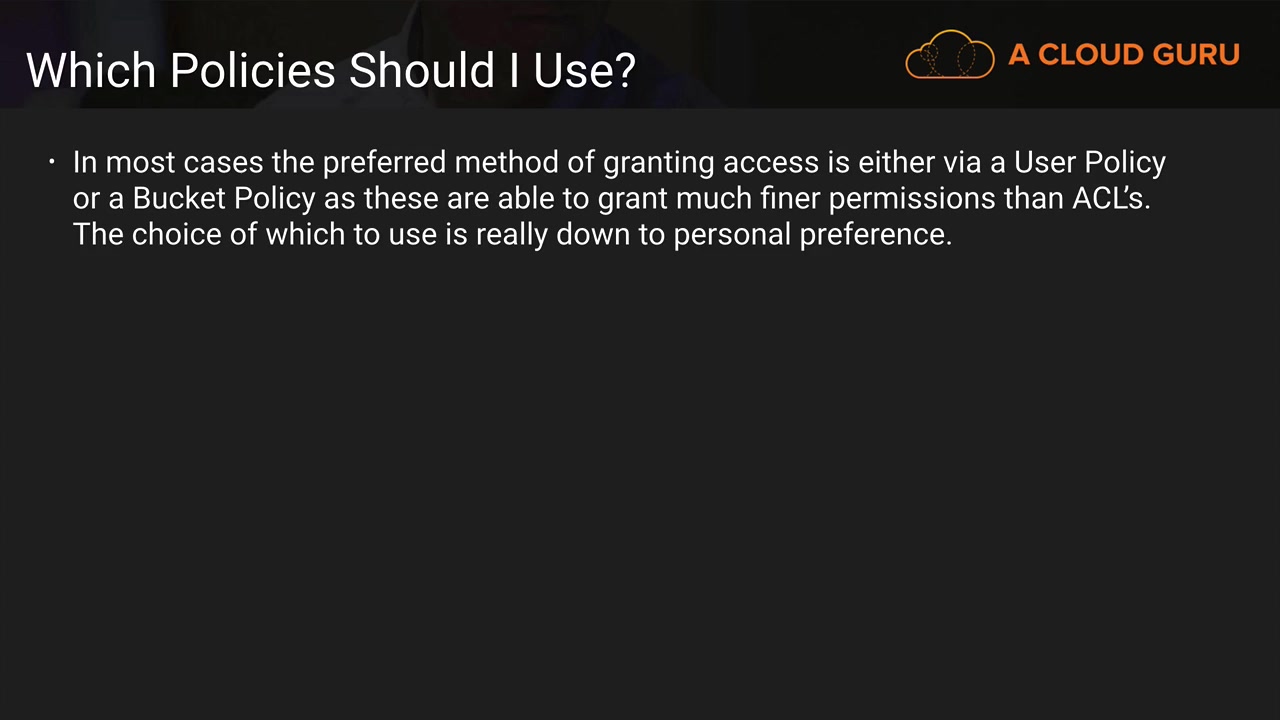 Which Policies Should I Use?
A CLOUD GURU
• In most cases the preferred method of granting access is either via a User Policy
or a Bucket Policy as these are able to grant much finer permissions than ACL’s.
The choice of which to use is really down to personal preference.